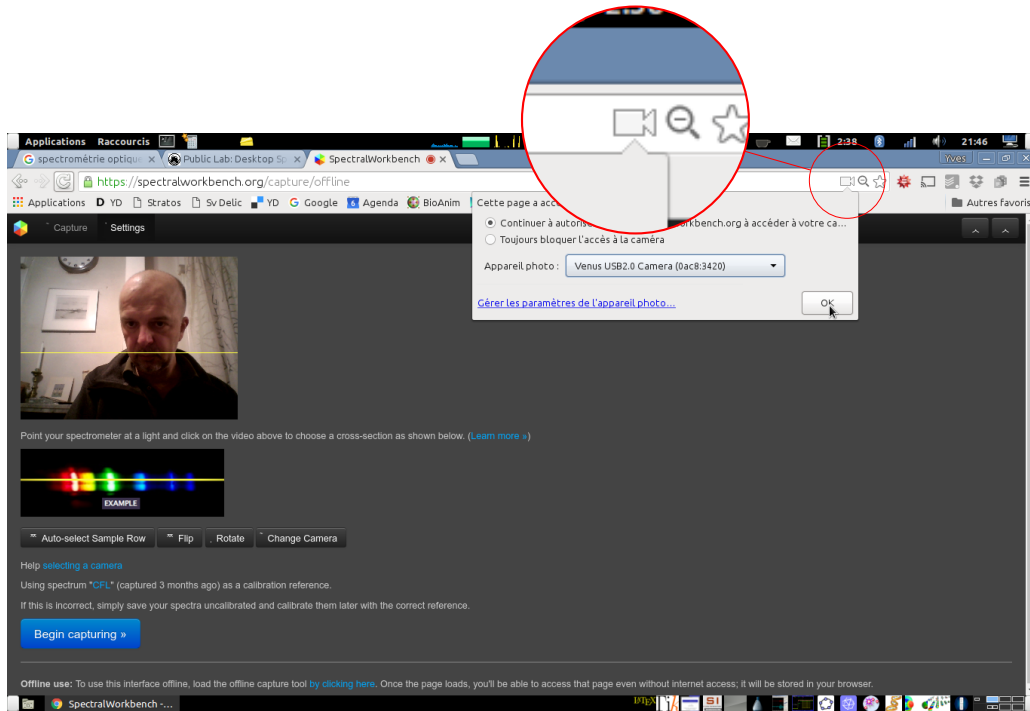 Applications Raccourcis 2:38 21:46
spectrométrie optique Public Lab: Desktop Sp SpectralWorkbench Yves
https://spectralworkbench.org/capture/offline
Applications YD Stratos Sv Delic YD Google Agenda BioAnim Autres favoris
Capture Settings
Cette page a acc
Continuer à autoris rkbench.org à accéder à votre ca...
Toujours bloquer l'accès à la caméra
Appareil photo : Venus USB2.0 Camera (0ac8:3420)
Gérer les paramètres de l'appareil photo...
OK
Point your spectrometer at a light and click on the video above to choose a cross-section as shown below. (Learn more »)
EXAMPLE
Auto-select Sample Row Flip Rotate Change Camera
Help selecting a camera
Using spectrum "CFL" (captured 3 months ago) as a calibration reference.
If this is incorrect, simply save your spectra uncalibrated and calibrate them later with the correct reference.
Begin capturing »
Offline use: To use this interface offline, load the offline capture tool by clicking here. Once the page loads, you'll be able to access that page even without internet access; it will be stored in your browser.
SpectralWorkbench -...